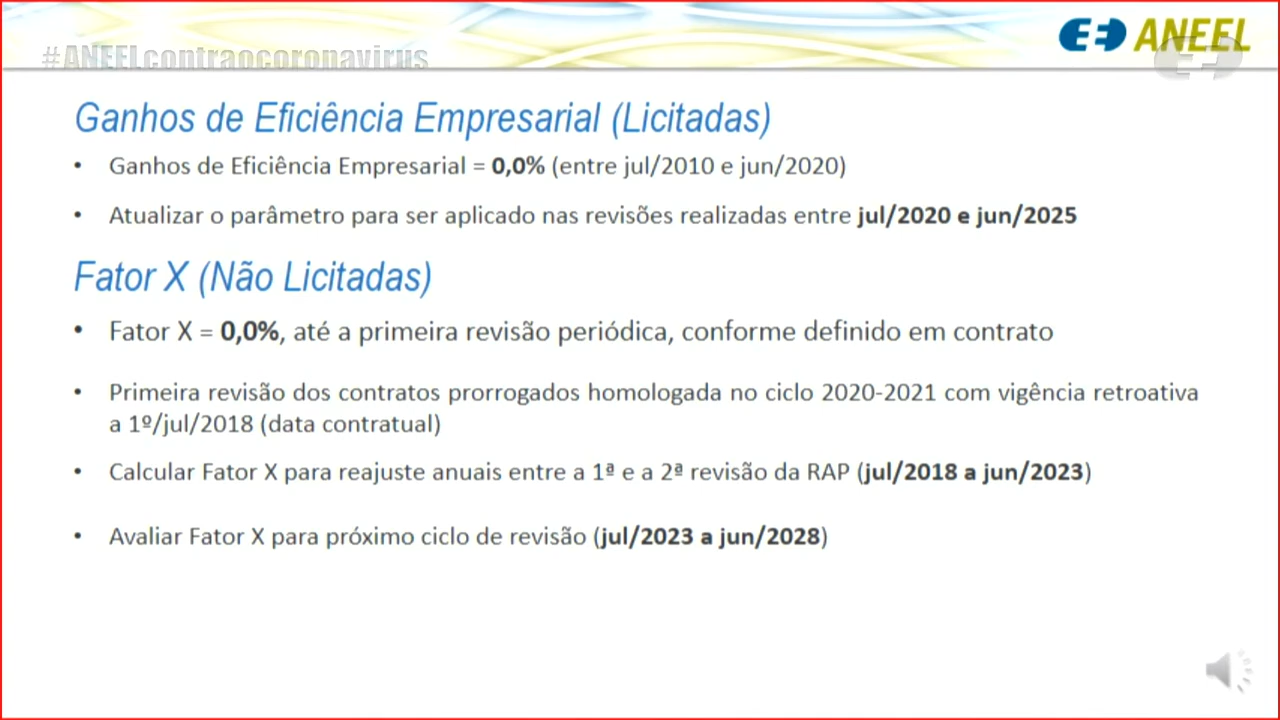 #ANEELcontraocoronavirus
ANEEL
Ganhos de Eficiência Empresarial (Licitadas)
• Ganhos de Eficiência Empresarial = 0,0% (entre jul/2010 e jun/2020)
• Atualizar o parâmetro para ser aplicado nas revisões realizadas entre jul/2020 e jun/2025
Fator X (Não Licitadas)
• Fator X = 0,0%, até a primeira revisão periódica, conforme definido em contrato
• Primeira revisão dos contratos prorrogados homologada no ciclo 2020-2021 com vigência retroativa
a 1º/jul/2018 (data contratual)
• Calcular Fator X para reajuste anuais entre a 1ª e a 2ª revisão da RAP (jul/2018 a jun/2023)
• Avaliar Fator X para próximo ciclo de revisão (jul/2023 a jun/2028)